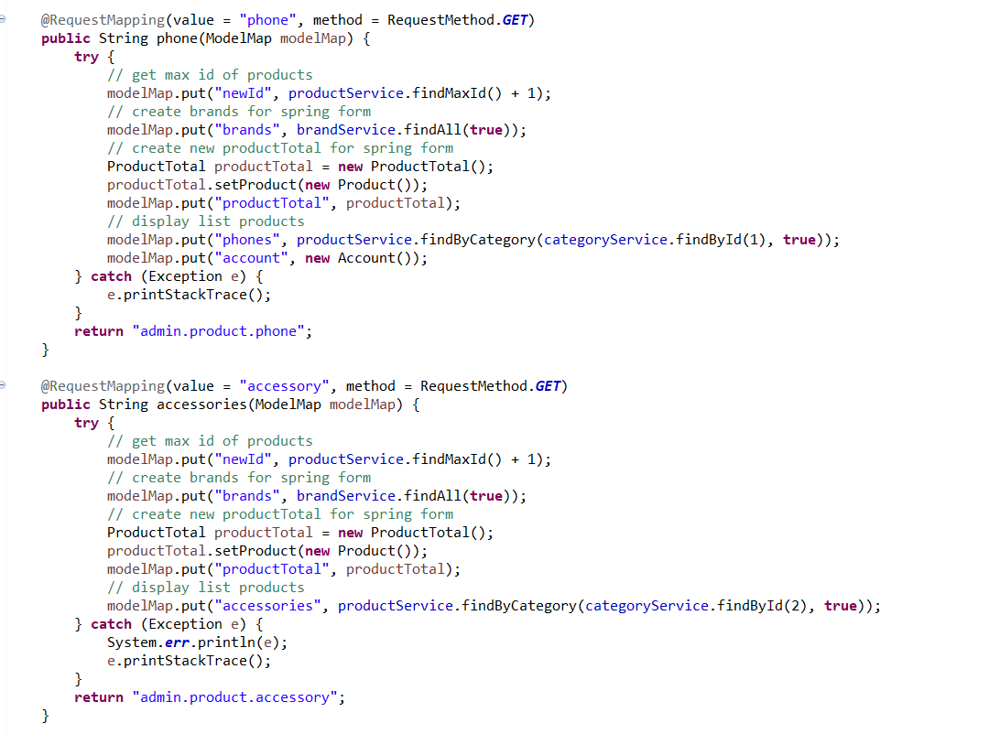 @RequestMapping(value = "phone", method = RequestMethod.GET)
public String phone(ModelMap modelMap) {
try {
// get max id of products
modelMap.put("newId", productService.findMaxId() + 1);
// create brands for spring form
modelMap.put("brands", brandService.findAll(true));
// create new productTotal for spring form
ProductTotal productTotal = new ProductTotal();
productTotal.setProduct(new Product());
modelMap.put("productTotal", productTotal);
// display list products
modelMap.put("phones", productService.findByCategory(categoryService.findById(1), true));
modelMap.put("account", new Account());
} catch (Exception e) {
e.printStackTrace();
}
return "admin.product.phone";
}
@RequestMapping(value = "accessory", method = RequestMethod.GET)
public String accessories(ModelMap modelMap) {
try {
// get max id of products
modelMap.put("newId", productService.findMaxId() + 1);
// create brands for spring form
modelMap.put("brands", brandService.findAll(true));
// create new productTotal for spring form
ProductTotal productTotal = new ProductTotal();
productTotal.setProduct(new Product());
modelMap.put("productTotal", productTotal);
// display list products
modelMap.put("accessories", productService.findByCategory(categoryService.findById(2), true));
} catch (Exception e) {
System.err.println(e);
e.printStackTrace();
}
return "admin.product.accessory";
}